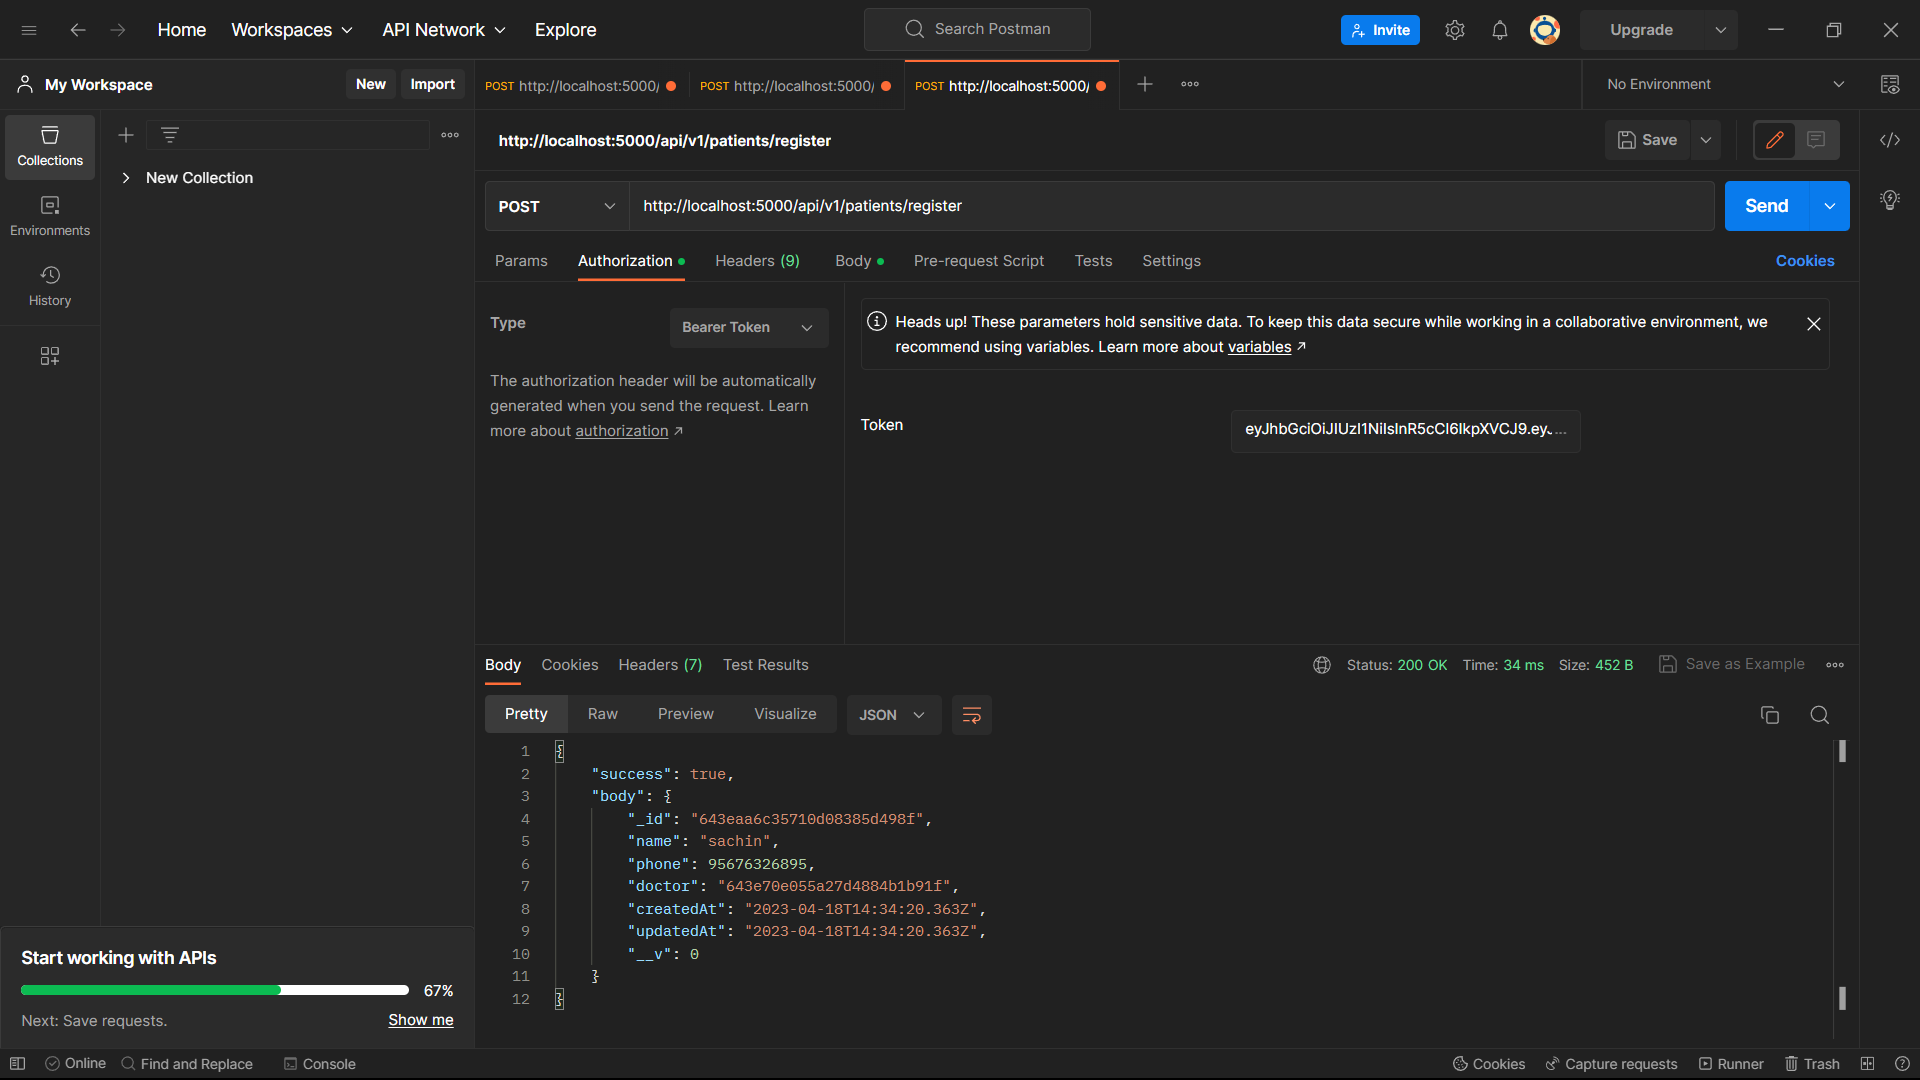 Home Workspaces API Network Explore Search Postman Invite Upgrade
My Workspace New Import POST http://localhost:5000/ POST http://localhost:5000/ POST http://localhost:5000/ No Environment
Collections
Environments
History
New Collection
http://localhost:5000/api/v1/patients/register Save
POST http://localhost:5000/api/v1/patients/register Send
Params Authorization Headers (9) Body Pre-request Script Tests Settings Cookies
Type Bearer Token
The authorization header will be automatically
generated when you send the request. Learn
more about authorization ↗
Heads up! These parameters hold sensitive data. To keep this data secure while working in a collaborative environment, we
recommend using variables. Learn more about variables ↗
Token eyJhbGciOiJIUzI1NiIsInR5cCI6IkpXVCJ9.eyJ...
Body Cookies Headers (7) Test Results Status: 200 OK Time: 34 ms Size: 452 B Save as Example
Pretty Raw Preview Visualize JSON
1 {
2 "success": true,
3 "body": {
4 "_id": "643eaa6c35710d08385d498f",
5 "name": "sachin",
6 "phone": 95676326895,
7 "doctor": "643e70e055a27d4884b1b91f",
8 "createdAt": "2023-04-18T14:34:20.363Z",
9 "updatedAt": "2023-04-18T14:34:20.363Z",
10 "__v": 0
11 }
12 }
Start working with APIs
67%
Next: Save requests. Show me
Online Find and Replace Console Cookies Capture requests Runner Trash